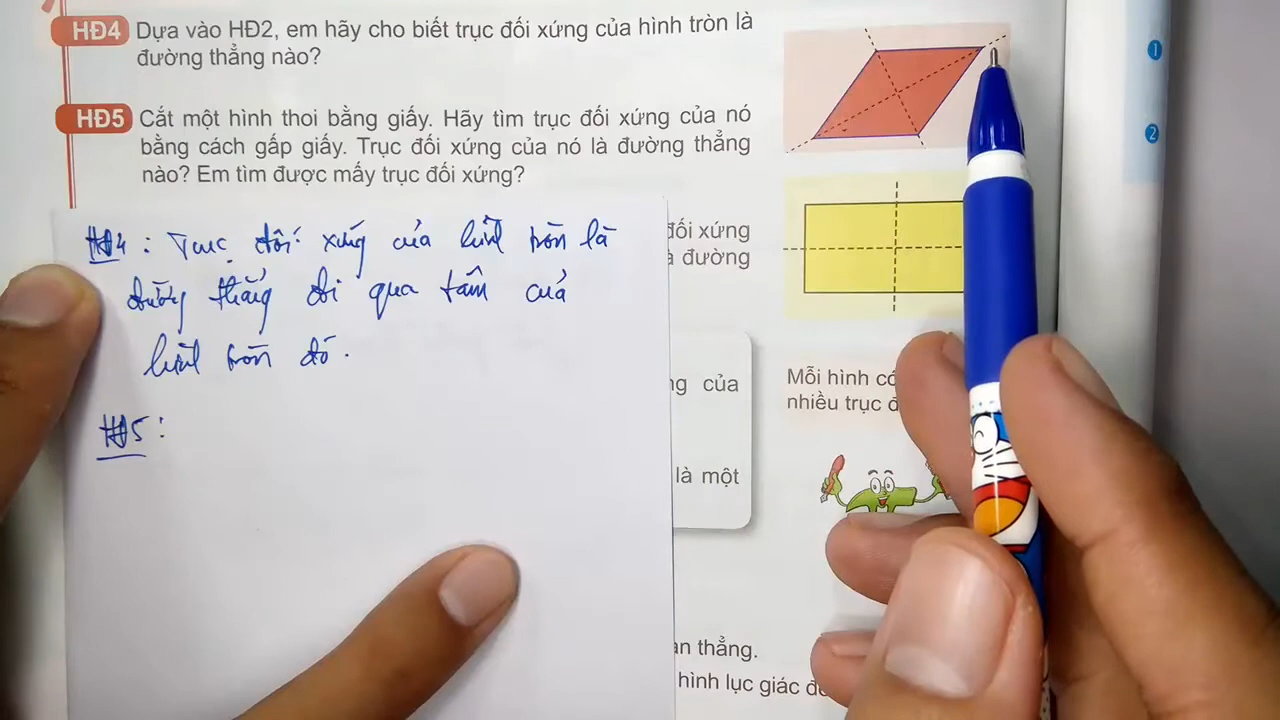 HĐ4 Dựa vào HĐ2, em hãy cho biết trục đối xứng của hình tròn là
đường thẳng nào?
HĐ5 Cắt một hình thoi bằng giấy. Hãy tìm trục đối xứng của nó
bằng cách gấp giấy. Trục đối xứng của nó là đường thẳng
nào? Em tìm được mấy trục đối xứng?
HĐ4: Trục đối xứng của hình tròn là
đường thẳng đi qua tâm của
hình tròn đó.
HĐ5:
đối xứng
đường
của
là một
thẳng.
hình lục giác
Mỗi hình có
nhiều trục
1
2